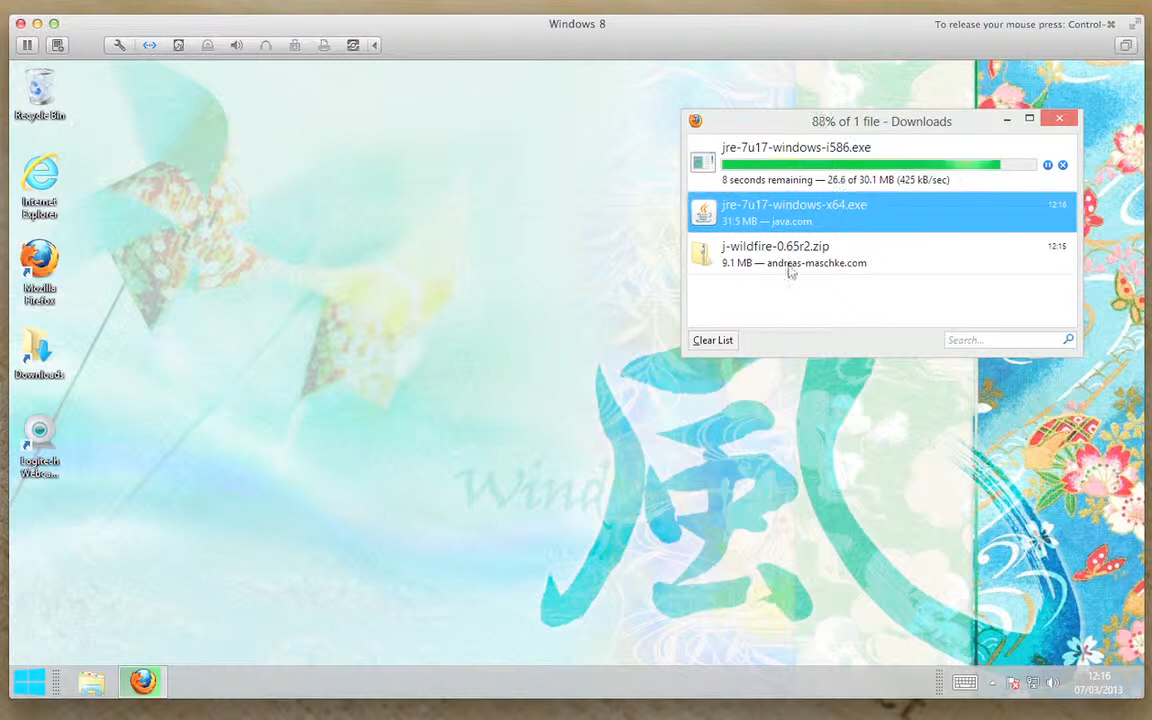 Windows 8
To release your mouse press: Control-⌘
Recycle Bin
Internet
Explorer
Mozilla
Firefox
Downloads
Logitech
Webca...
88% of 1 file - Downloads
jre-7u17-windows-i586.exe
8 seconds remaining — 26.6 of 30.1 MB (425 kB/sec)
jre-7u17-windows-x64.exe
12:16
31.5 MB — java.com
j-wildfire-0.65r2.zip
12:15
9.1 MB — andreas-maschke.com
Clear List
Search...
Wind
風
12:16
07/03/2013